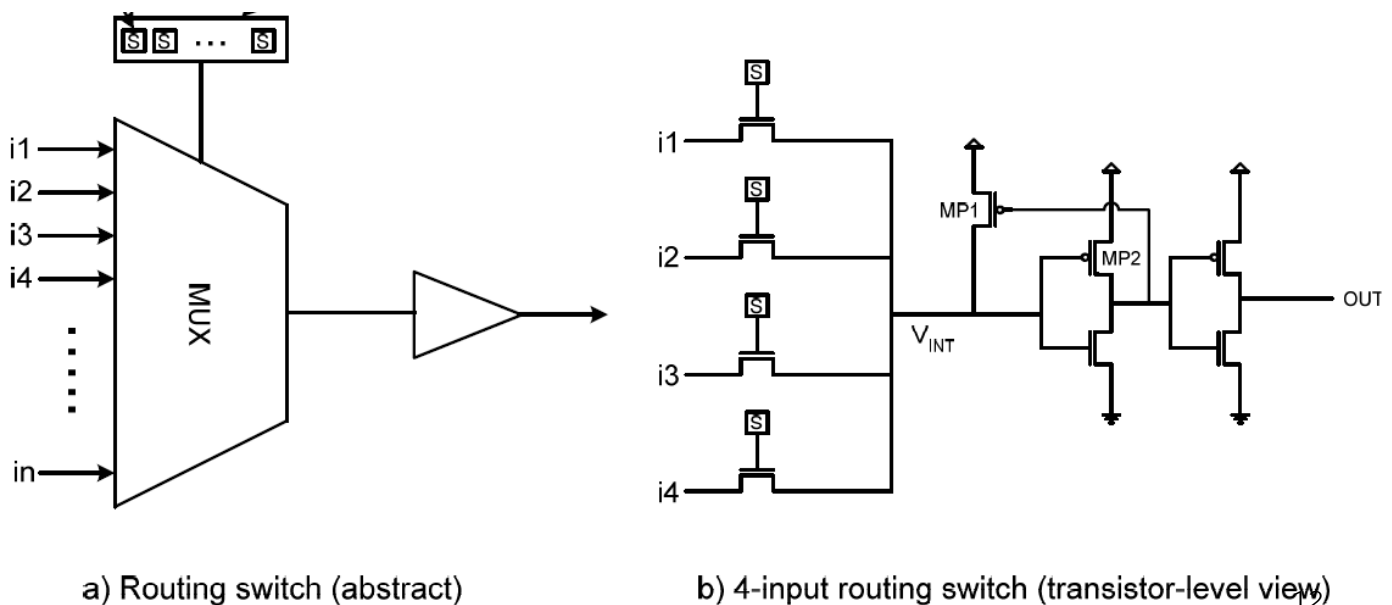 S S ... S
i1
i2
i3
i4
in
MUX
a) Routing switch (abstract)
S
i1
S
i2
S
i3
S
i4
V_INT
MP1
MP2
OUT
b) 4-input routing switch (transistor-level view)
12